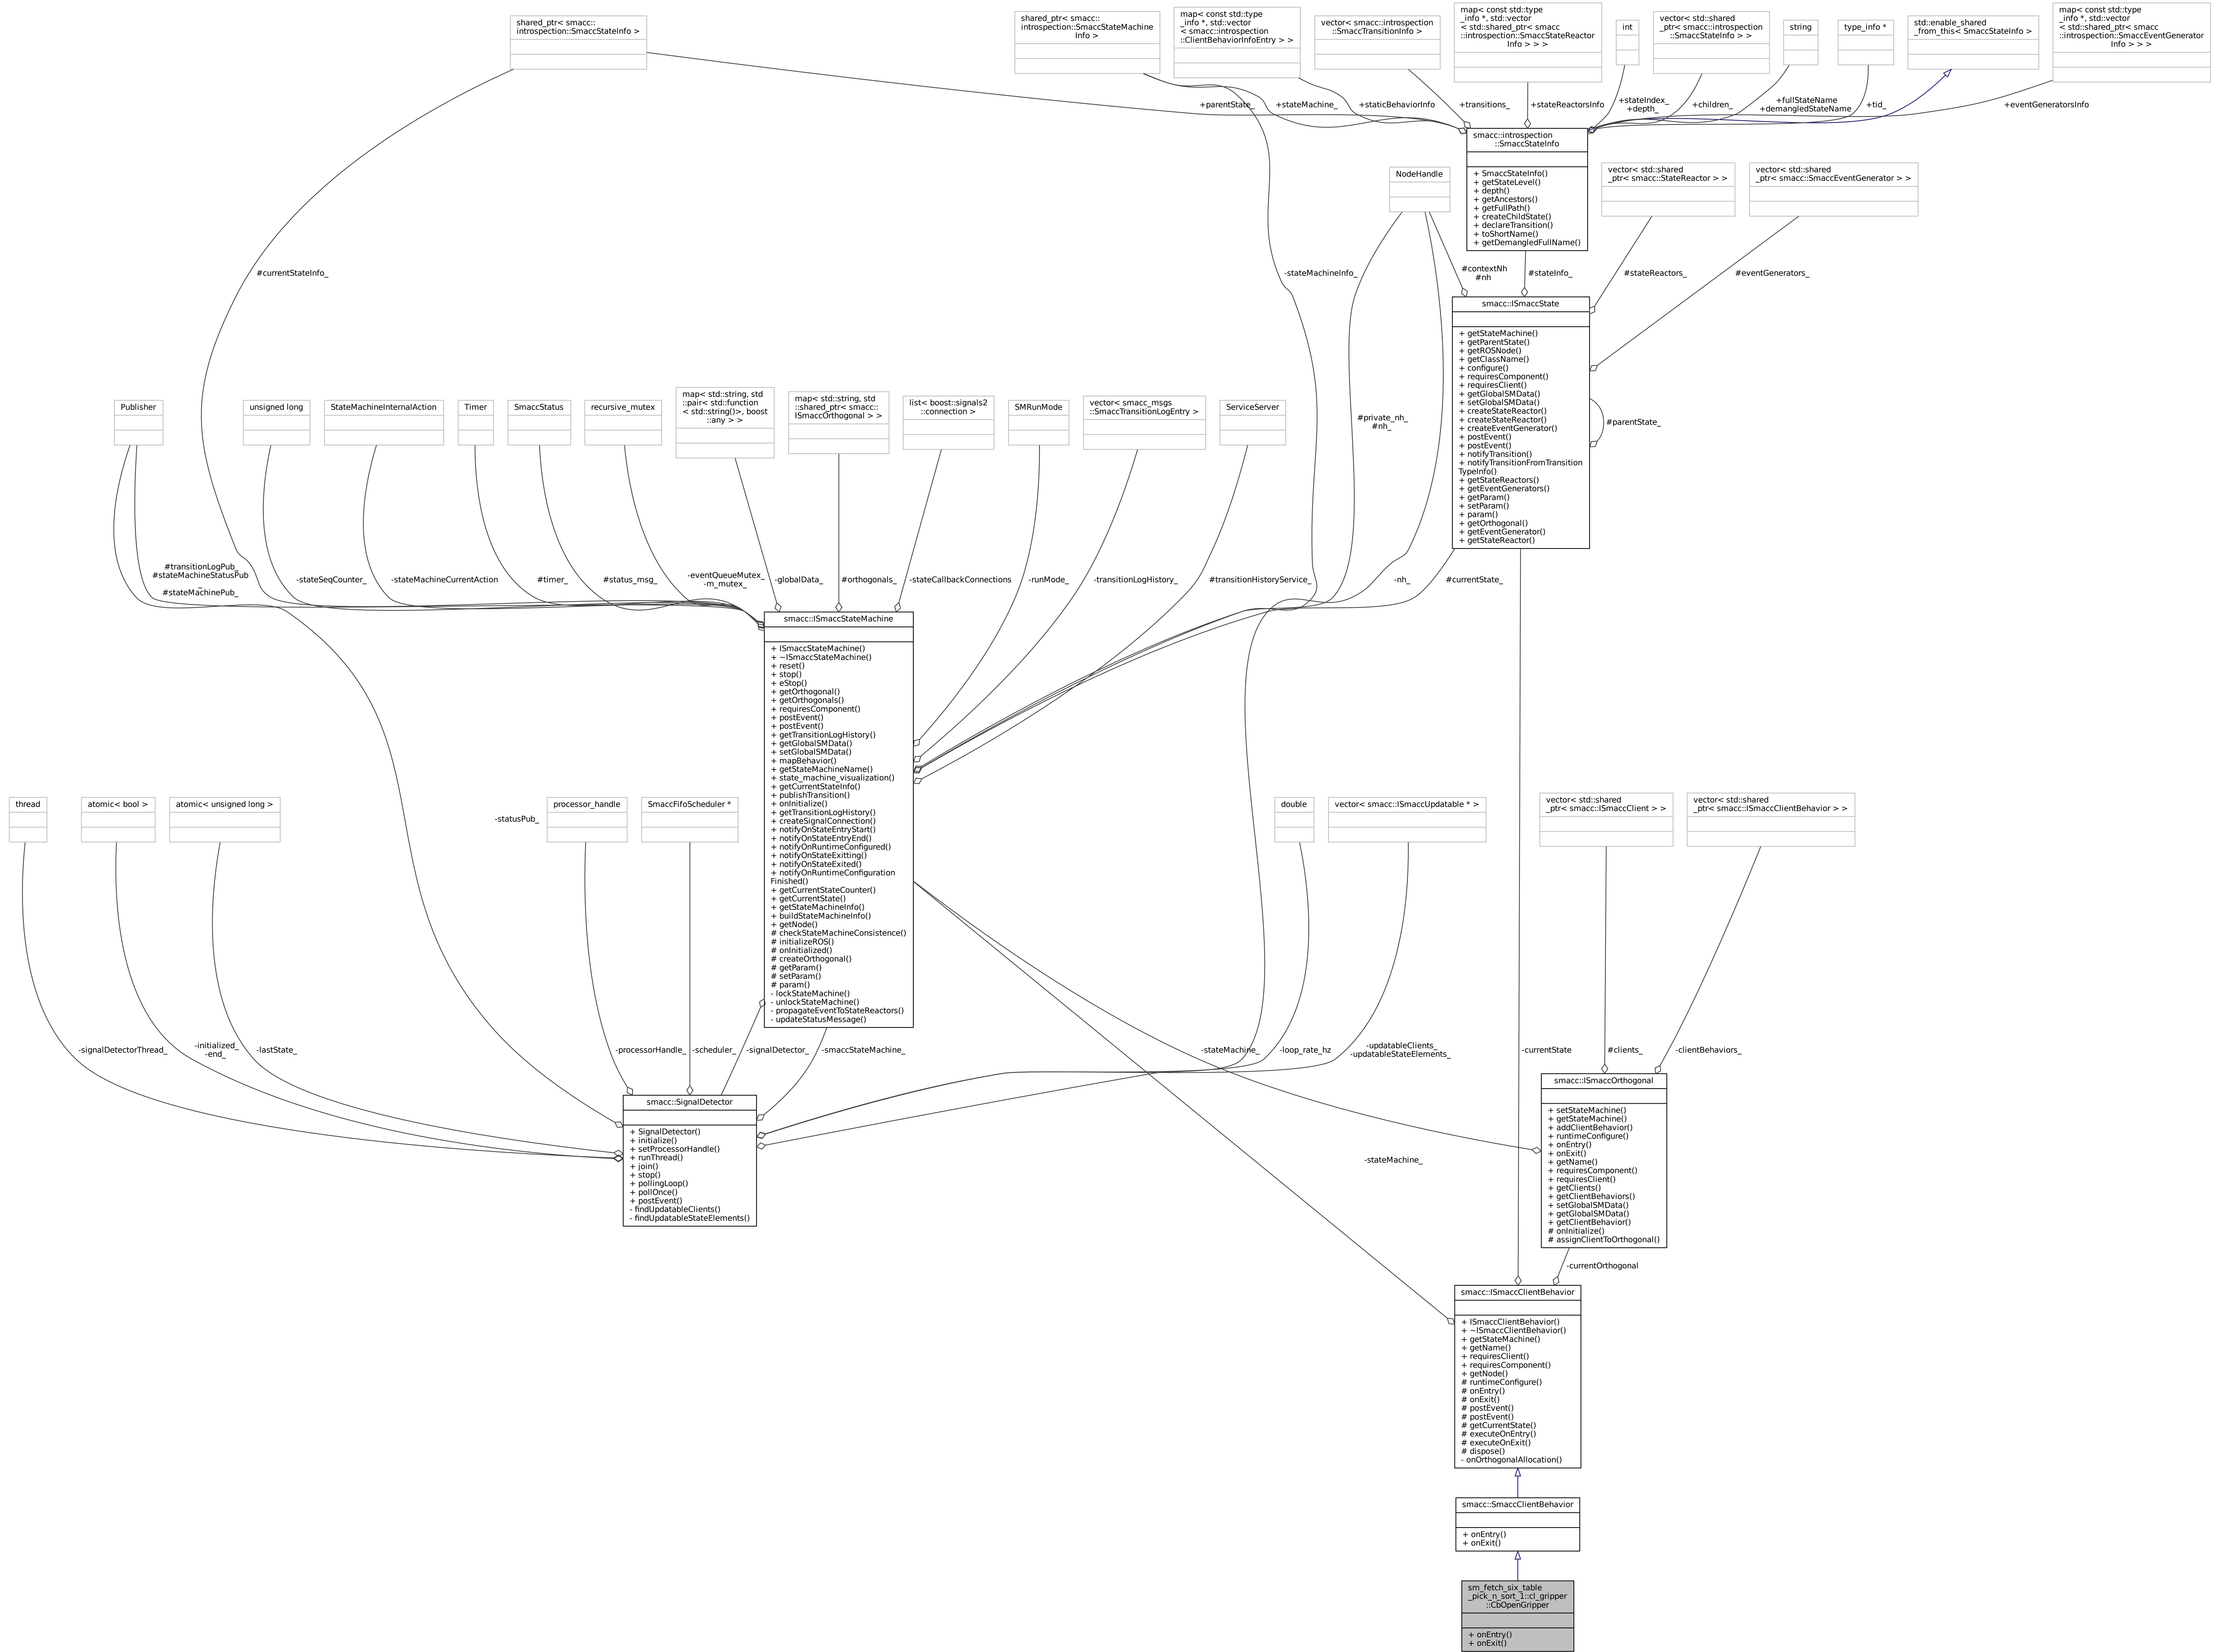 shared_ptr< smacc::
introspection::SmaccStateInfo >
shared_ptr< smacc::
introspection::SmaccStateMachine
Info >
map< const std::type
_info *, std::vector
< smacc::introspection
::ClientBehaviorInfoEntry > >
vector< smacc::introspection
::SmaccTransitionInfo >
map< const std::type
_info *, std::vector
< std::shared_ptr< smacc
::introspection::SmaccStateReactor
Info > > >
int
vector< std::shared
_ptr< smacc::introspection
::SmaccStateInfo > >
string
type_info *
std::enable_shared
_from_this< SmaccStateInfo >
map< const std::type
_info *, std::vector
< std::shared_ptr< smacc
::introspection::SmaccEventGenerator
Info > > >
+parentState_
+stateMachine_
+staticBehaviorInfo
+transitions_
+stateReactorsInfo
+stateIndex_
+depth_
+children_
+fullStateName
+demangledStateName
+tid_
+eventGeneratorsInfo
smacc::introspection
::SmaccStateInfo
+ SmaccStateInfo()
+ getStateLevel()
+ depth()
+ getAncestors()
+ getFullPath()
+ createChildState()
+ declareTransition()
+ toShortName()
+ getDemangledFullName()
NodeHandle
vector< std::shared
_ptr< smacc::StateReactor > >
vector< std::shared
_ptr< smacc::SmaccEventGenerator > >
#currentStateInfo_
-stateMachineInfo_
#contextNh
#nh
#stateInfo_
#stateReactors_
#eventGenerators_
smacc::ISmaccState
+ getStateMachine()
+ getParentState()
+ getROSNode()
+ getClassName()
+ configure()
+ requiresComponent()
+ requiresClient()
+ getGlobalSMData()
+ setGlobalSMData()
+ createStateReactor()
+ createStateReactor()
+ createEventGenerator()
+ postEvent()
+ postEvent()
+ notifyTransition()
+ notifyTransitionFromTransition
TypeInfo()
+ getStateReactors()
+ getEventGenerators()
+ getParam()
+ setParam()
+ param()
+ getOrthogonal()
+ getEventGenerator()
+ getStateReactor()
#parentState_
Publisher
unsigned long
StateMachineInternalAction
Timer
SmaccStatus
recursive_mutex
map< std::string, std
::pair< std::function
< std::string()>, boost
::any > >
map< std::string, std
::shared_ptr< smacc::
ISmaccOrthogonal > >
list< boost::signals2
::connection >
SMRunMode
vector< smacc_msgs
::SmaccTransitionLogEntry >
ServiceServer
#private_nh_
#nh_
#transitionLogPub_
#stateMachineStatusPub
_
#stateMachinePub_
-stateSeqCounter_
-stateMachineCurrentAction
#timer_
#status_msg_
-eventQueueMutex_
-m_mutex_
-globalData_
#orthogonals_
-stateCallbackConnections
-runMode_
-transitionLogHistory_
#transitionHistoryService_
-nh_
#currentState_
smacc::ISmaccStateMachine
+ ISmaccStateMachine()
+ ~ISmaccStateMachine()
+ reset()
+ stop()
+ eStop()
+ getOrthogonal()
+ getOrthogonals()
+ requiresComponent()
+ postEvent()
+ postEvent()
+ getTransitionLogHistory()
+ getGlobalSMData()
+ setGlobalSMData()
+ mapBehavior()
+ getStateMachineName()
+ state_machine_visualization()
+ getCurrentStateInfo()
+ publishTransition()
+ onInitialize()
+ getTransitionLogHistory()
+ createSignalConnection()
+ notifyOnStateEntryStart()
+ notifyOnStateEntryEnd()
+ notifyOnRuntimeConfigured()
+ notifyOnStateExitting()
+ notifyOnStateExited()
+ notifyOnRuntimeConfiguration
Finished()
+ getCurrentStateCounter()
+ getCurrentState()
+ getStateMachineInfo()
+ buildStateMachineInfo()
+ getNode()
# checkStateMachineConsistence()
# initializeROS()
# onInitialized()
# createOrthogonal()
# getParam()
# setParam()
# param()
- lockStateMachine()
- unlockStateMachine()
- propagateEventToStateReactors()
- updateStatusMessage()
thread
atomic< bool >
atomic< unsigned long >
-statusPub_
processor_handle
SmaccFifoScheduler *
double
vector< smacc::ISmaccUpdatable * >
vector< std::shared
_ptr< smacc::ISmaccClient > >
vector< std::shared
_ptr< smacc::ISmaccClientBehavior > >
-signalDetectorThread_
-initialized_
-end_
-lastState_
-processorHandle_
-scheduler_
-signalDetector_
-smaccStateMachine_
-stateMachine_
-loop_rate_hz
-updatableClients_
-updatableStateElements_
-currentState
#clients_
-clientBehaviors_
smacc::SignalDetector
+ SignalDetector()
+ initialize()
+ setProcessorHandle()
+ runThread()
+ join()
+ stop()
+ pollingLoop()
+ pollOnce()
+ postEvent()
- findUpdatableClients()
- findUpdatableStateElements()
smacc::ISmaccOrthogonal
+ setStateMachine()
+ getStateMachine()
+ addClientBehavior()
+ runtimeConfigure()
+ onEntry()
+ onExit()
+ getName()
+ requiresComponent()
+ requiresClient()
+ getClients()
+ getClientBehaviors()
+ setGlobalSMData()
+ getGlobalSMData()
+ getClientBehavior()
# onInitialize()
# assignClientToOrthogonal()
-stateMachine_
-currentOrthogonal
smacc::ISmaccClientBehavior
+ ISmaccClientBehavior()
+ ~ISmaccClientBehavior()
+ getStateMachine()
+ getName()
+ requiresClient()
+ requiresComponent()
+ getNode()
# runtimeConfigure()
# onEntry()
# onExit()
# postEvent()
# postEvent()
# getCurrentState()
# executeOnEntry()
# executeOnExit()
# dispose()
- onOrthogonalAllocation()
smacc::SmaccClientBehavior
+ onEntry()
+ onExit()
sm_fetch_six_table
_pick_n_sort_1::cl_gripper
::CbOpenGripper
+ onEntry()
+ onExit()